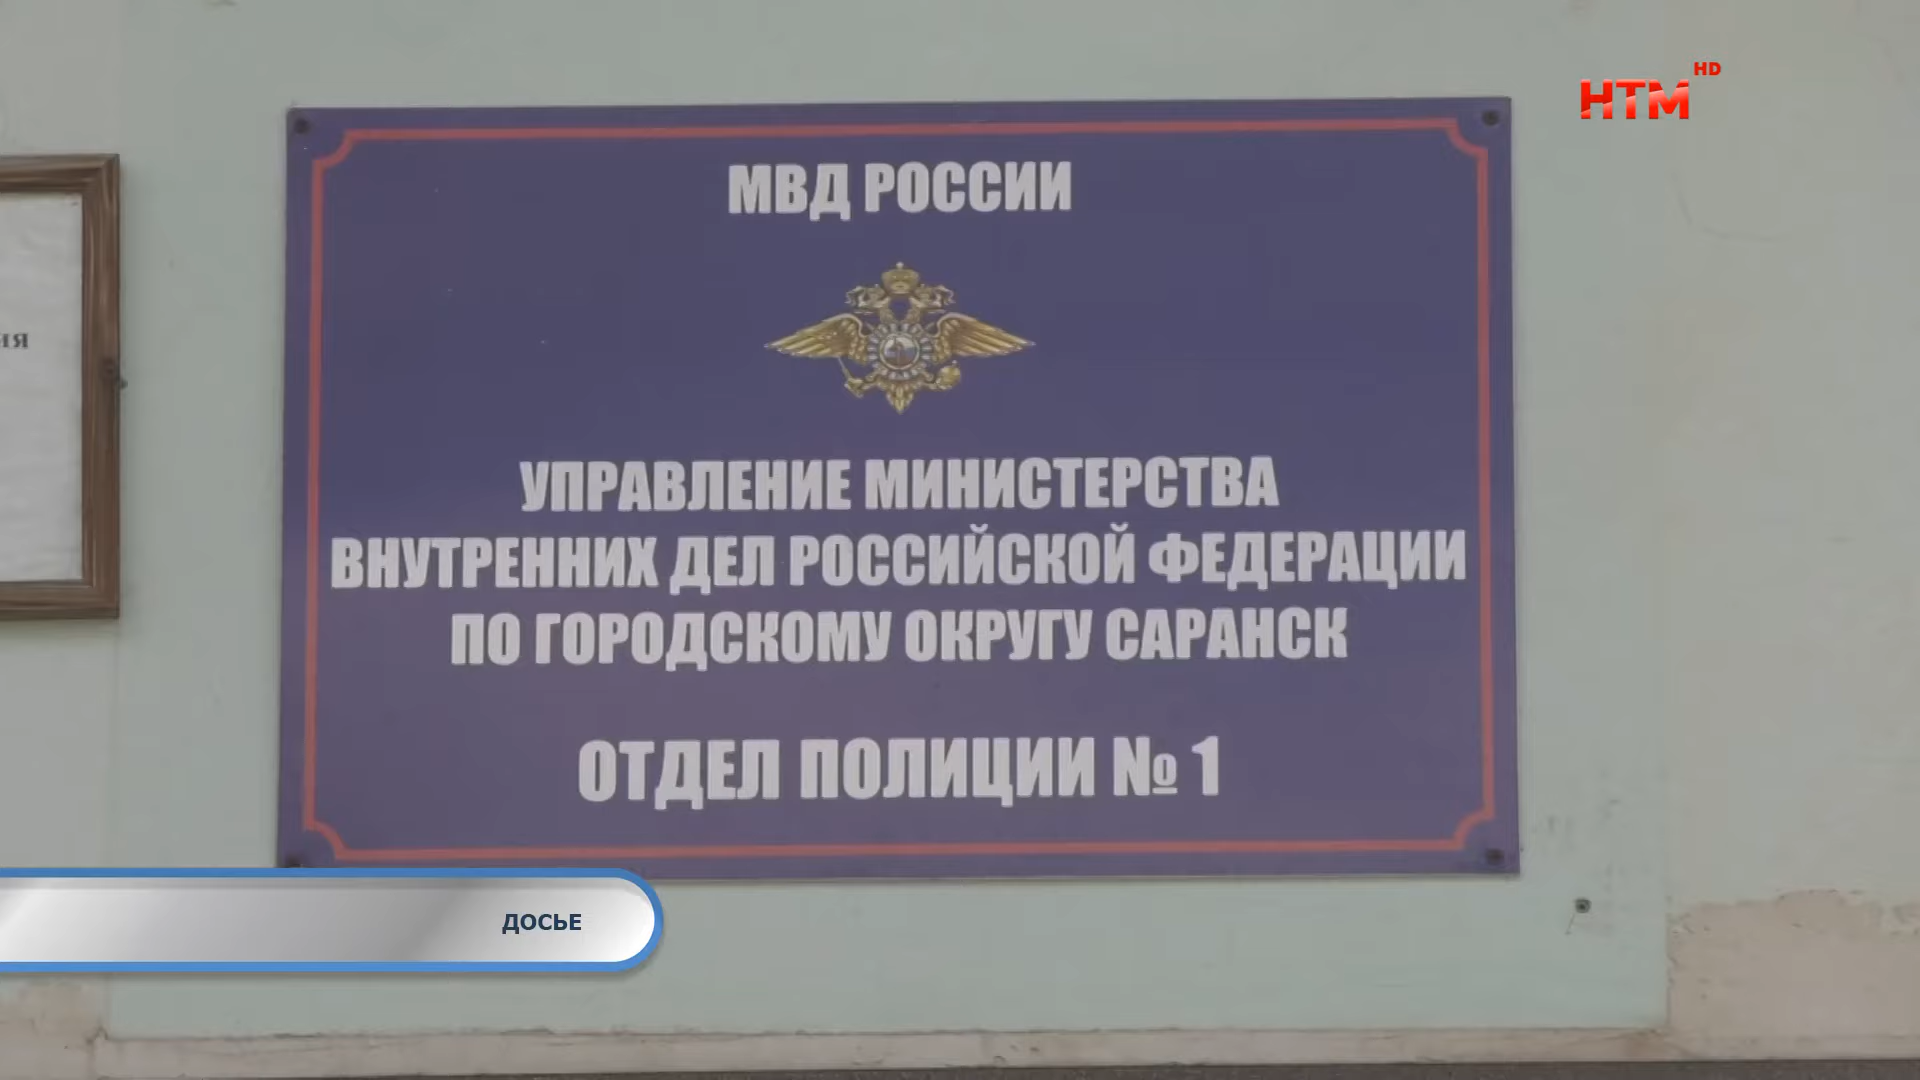 HD
НТМ
МВД РОССИИ
ия
УПРАВЛЕНИЕ МИНИСТЕРСТВА
ВНУТРЕННИХ ДЕЛ РОССИЙСКОЙ ФЕДЕРАЦИИ
ПО ГОРОДСКОМУ ОКРУГУ САРАНСК
ОТДЕЛ ПОЛИЦИИ № 1
ДОСЬЕ